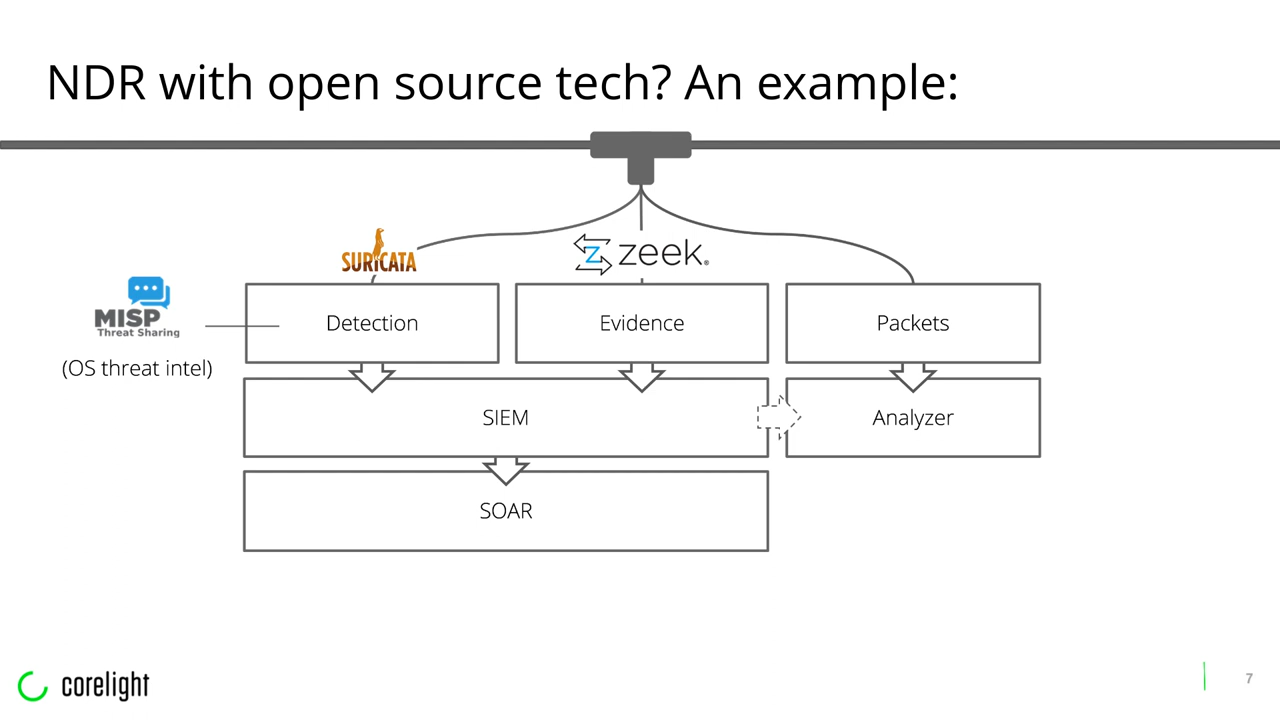 NDR with open source tech? An example:
SURICATA
zeek®
MISP
Threat Sharing
(OS threat intel)
Detection
Evidence
Packets
SIEM
Analyzer
SOAR
corelight
7